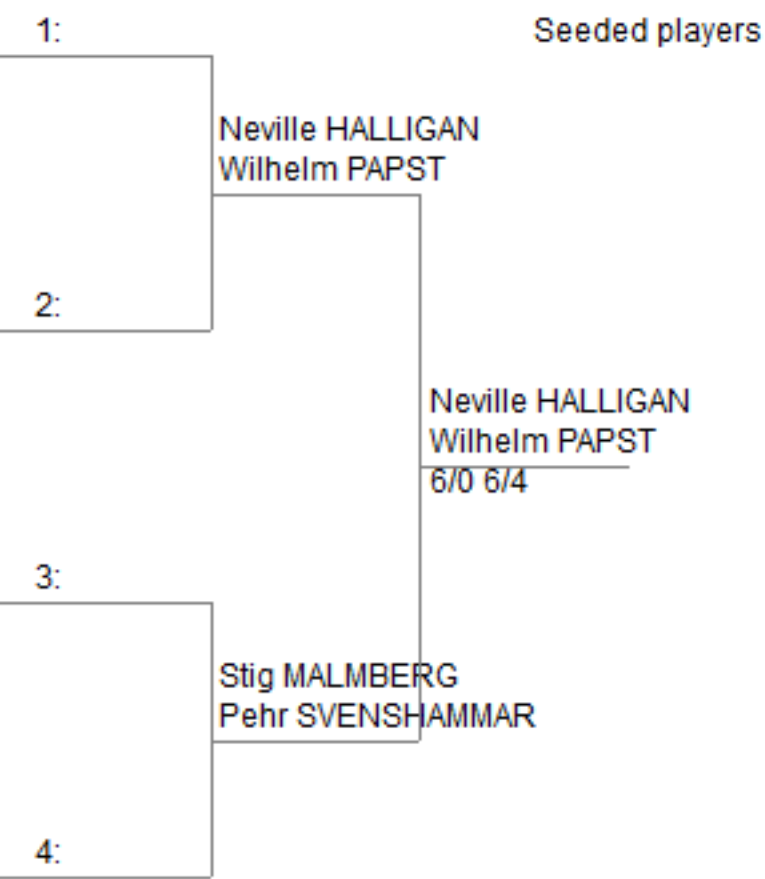 1:
Seeded players
Neville HALLIGAN
Wilhelm PAPST
2:
Neville HALLIGAN
Wilhelm PAPST
6/0 6/4
3:
Stig MALMBERG
Pehr SVENSHAMMAR
4: